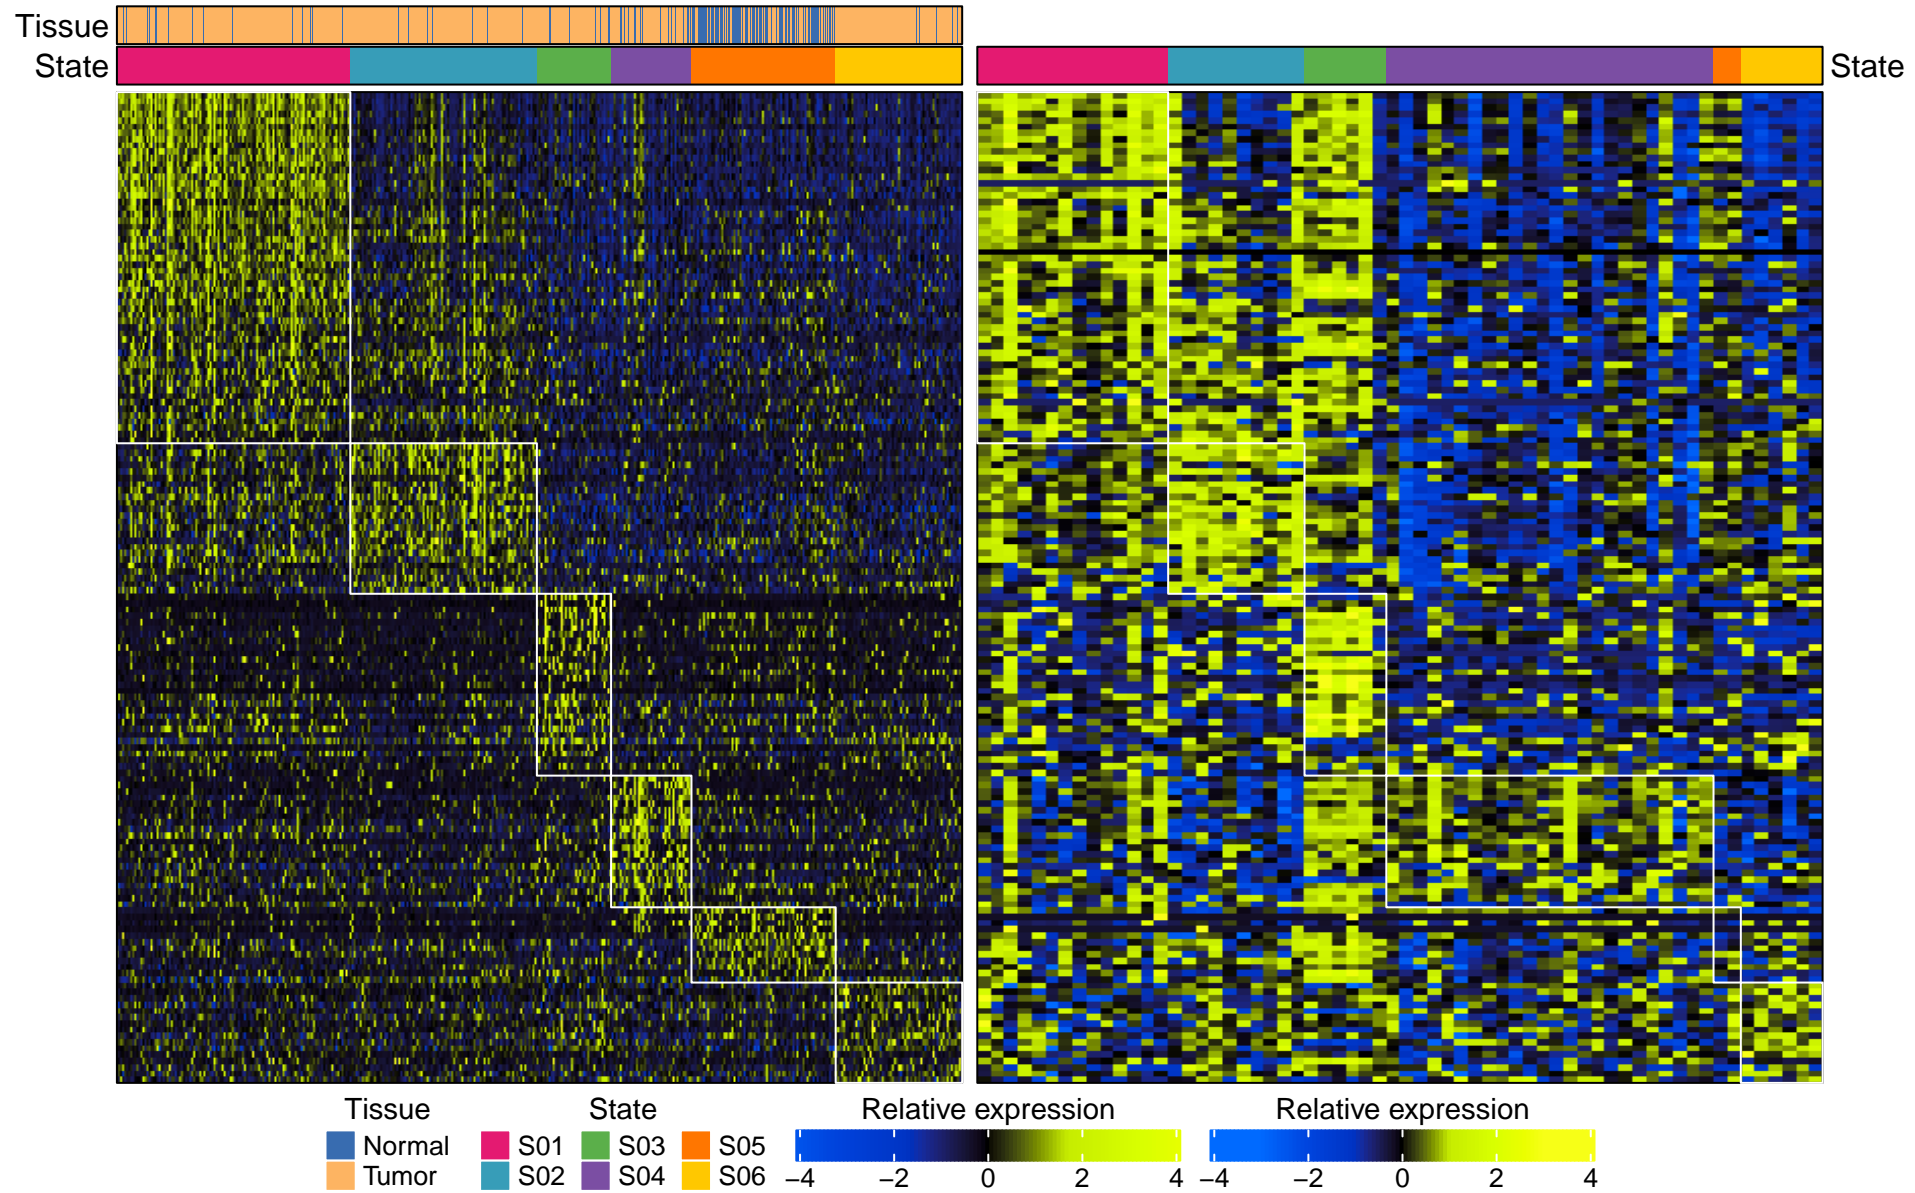 Tissue
State
State
Tissue State Relative expression Relative expression
Normal S01 S03 S05
Tumor S02 S04 S06
−4 −2 0 2 4 −4 −2 0 2 4